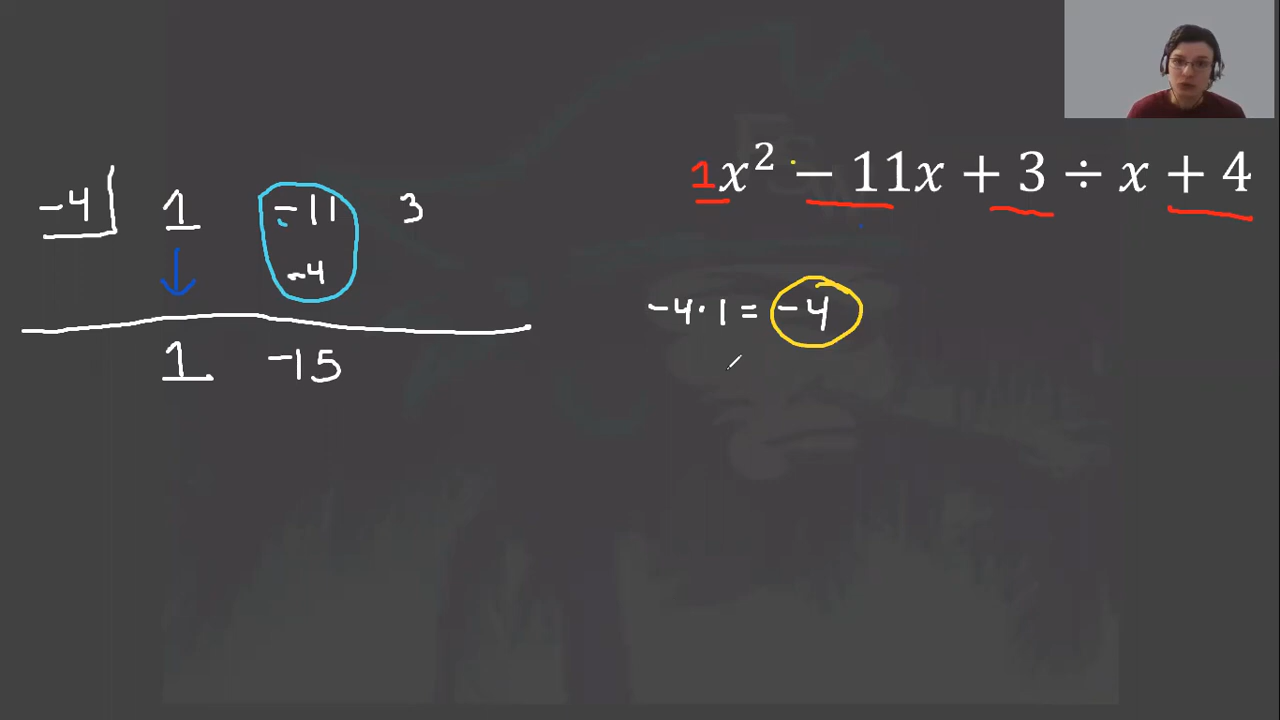 1x² − 11x + 3 ÷ x + 4
-4 1 -11 3
-4
-4·1 = -4
1 -15